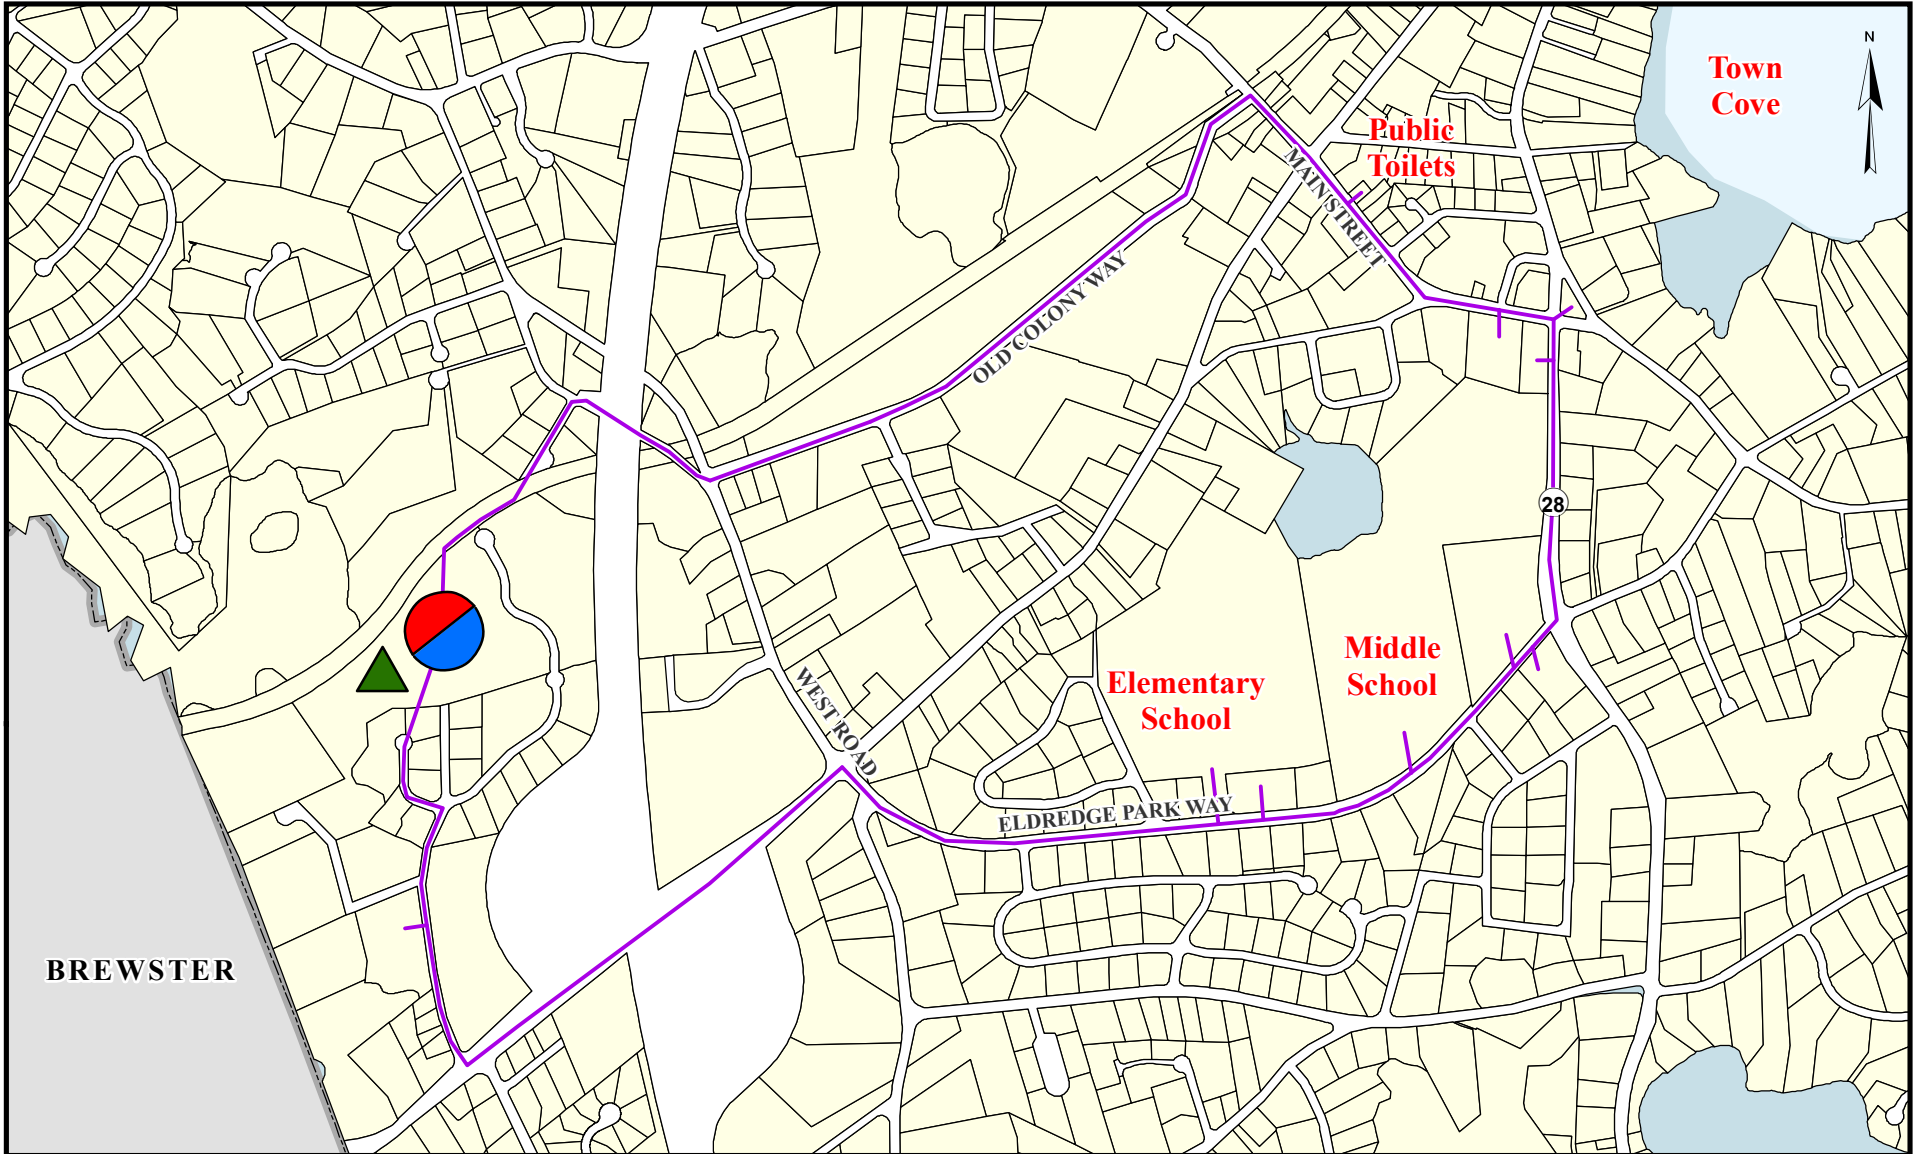 N
Town
Cove
Public
Toilets
MAIN STREET
OLD COLONY WAY
28
Middle
School
Elementary
School
WEST ROAD
ELDREDGE PARK WAY
BREWSTER